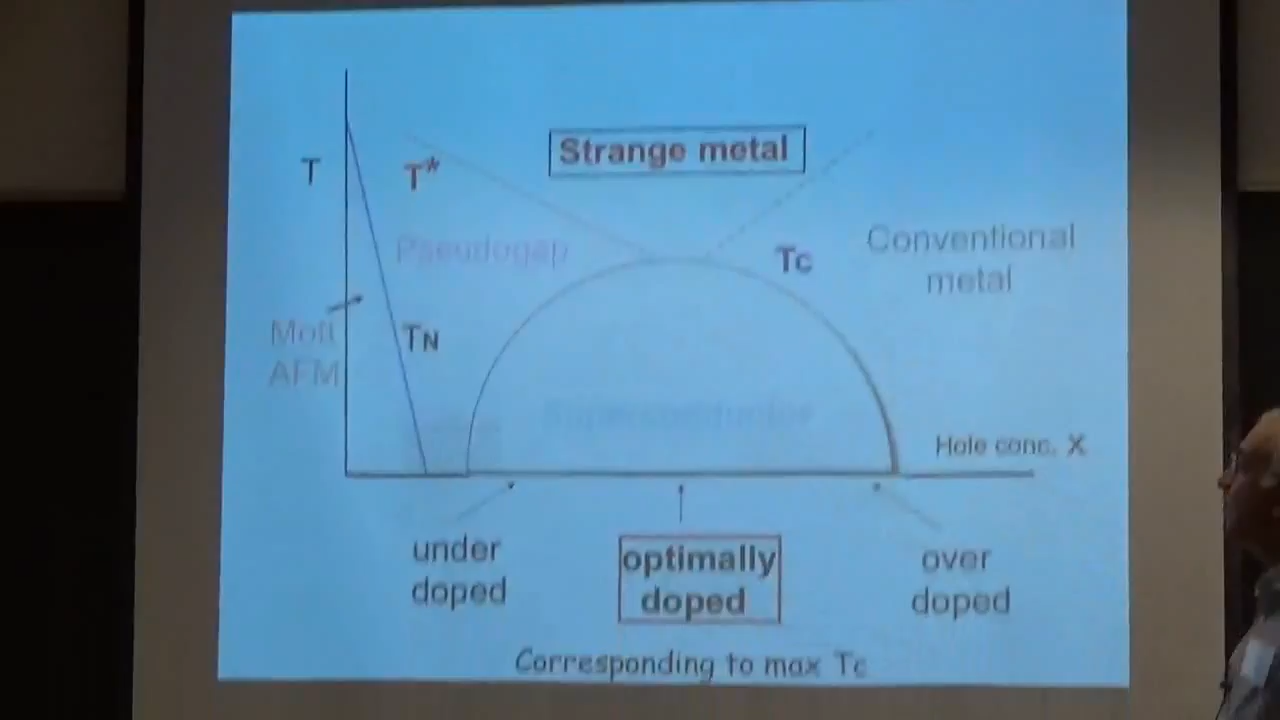 Strange metal
T
T*
Pseudogap
Tc
Conventional
metal
Mott
AFM
TN
Superconductor
Hole conc. X
under
doped
optimally
doped
over
doped
Corresponding to max Tc